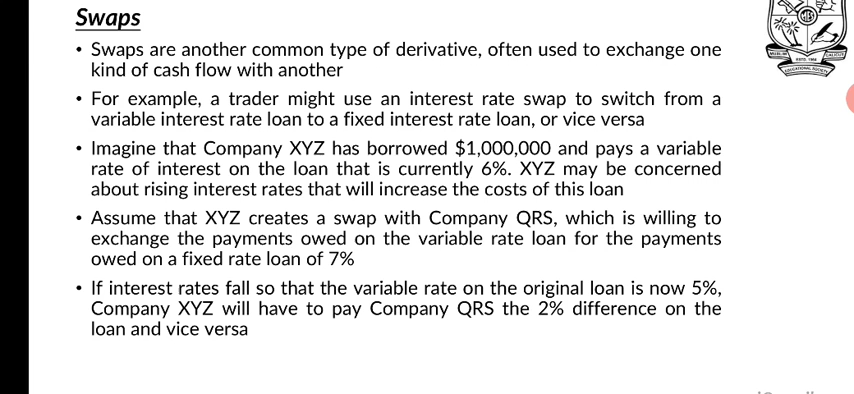 Swaps
• Swaps are another common type of derivative, often used to exchange one
kind of cash flow with another
• For example, a trader might use an interest rate swap to switch from a
variable interest rate loan to a fixed interest rate loan, or vice versa
• Imagine that Company XYZ has borrowed $1,000,000 and pays a variable
rate of interest on the loan that is currently 6%. XYZ may be concerned
about rising interest rates that will increase the costs of this loan
• Assume that XYZ creates a swap with Company QRS, which is willing to
exchange the payments owed on the variable rate loan for the payments
owed on a fixed rate loan of 7%
• If interest rates fall so that the variable rate on the original loan is now 5%,
Company XYZ will have to pay Company QRS the 2% difference on the
loan and vice versa